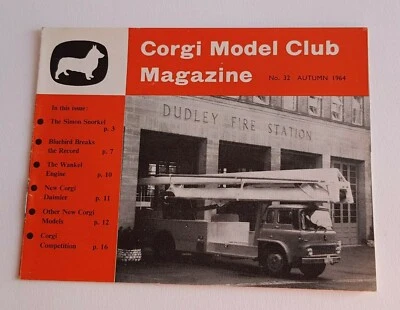 Corgi Model Club
Magazine No. 32 AUTUMN 1964
In this issue:
The Simon Snorkel
p. 3
Bluebird Breaks
the Record p. 7
The Wankel
Engine p. 10
New Corgi
Daimler p. 11
Other New Corgi
Models p. 12
Corgi
Competition p. 16
DUDLEY FIRE STATION